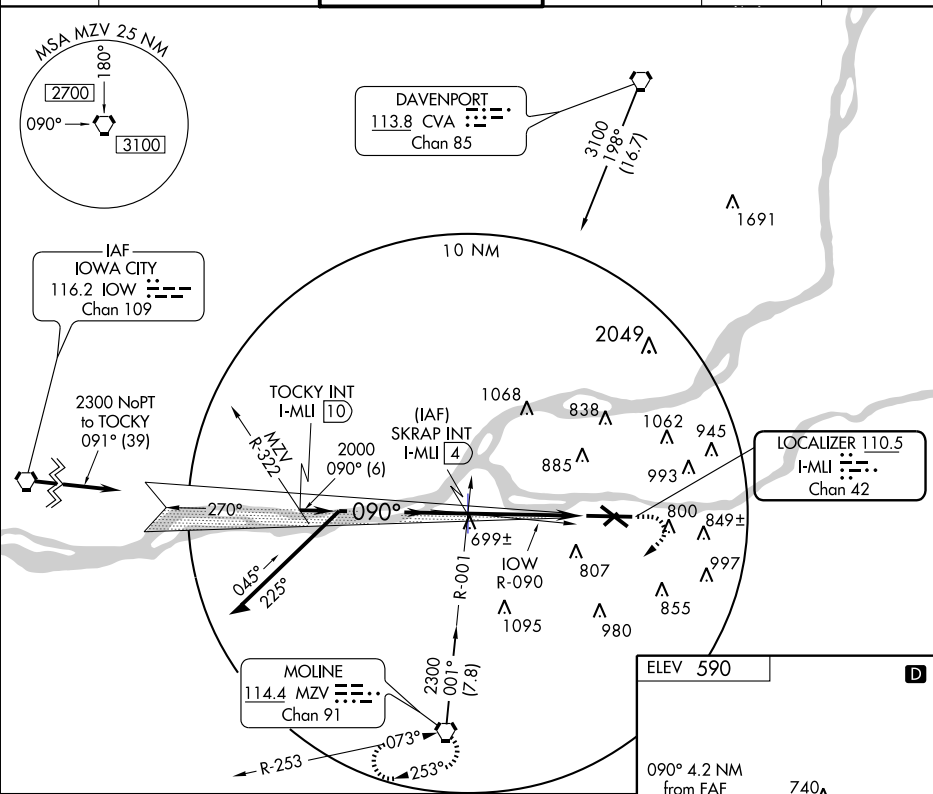 MSA MZV 25 NM
180°
2700
090°
3100
DAVENPORT
113.8 CVA
Chan 85
3100
198°
(16.7)
1691
10 NM
IAF
IOWA CITY
116.2 IOW
Chan 109
2300 NoPT
to TOCKY
091° (39)
2049
TOCKY INT
I-MLI 10
MZV
R-322
2000
090° (6)
(IAF)
SKRAP INT
I-MLI 4
1068
838
1062
945
885
993
LOCALIZER 110.5
I-MLI
Chan 42
270°
090°
699±
800
849±
IOW
R-090
807
997
045°
225°
R-001
1095
980
855
2300
001°
(7.8)
MOLINE
114.4 MZV
Chan 91
R-253
073°
253°
ELEV 590
D
090° 4.2 NM
from FAF
740